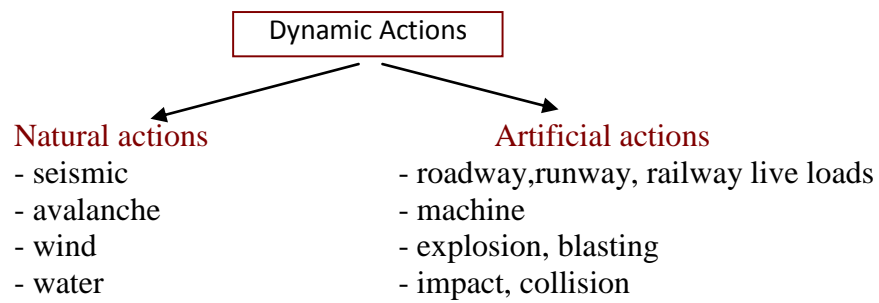 Dynamic Actions
Natural actions
- seismic
- avalanche
- wind
- water
Artificial actions
- roadway,runway, railway live loads
- machine
- explosion, blasting
- impact, collision